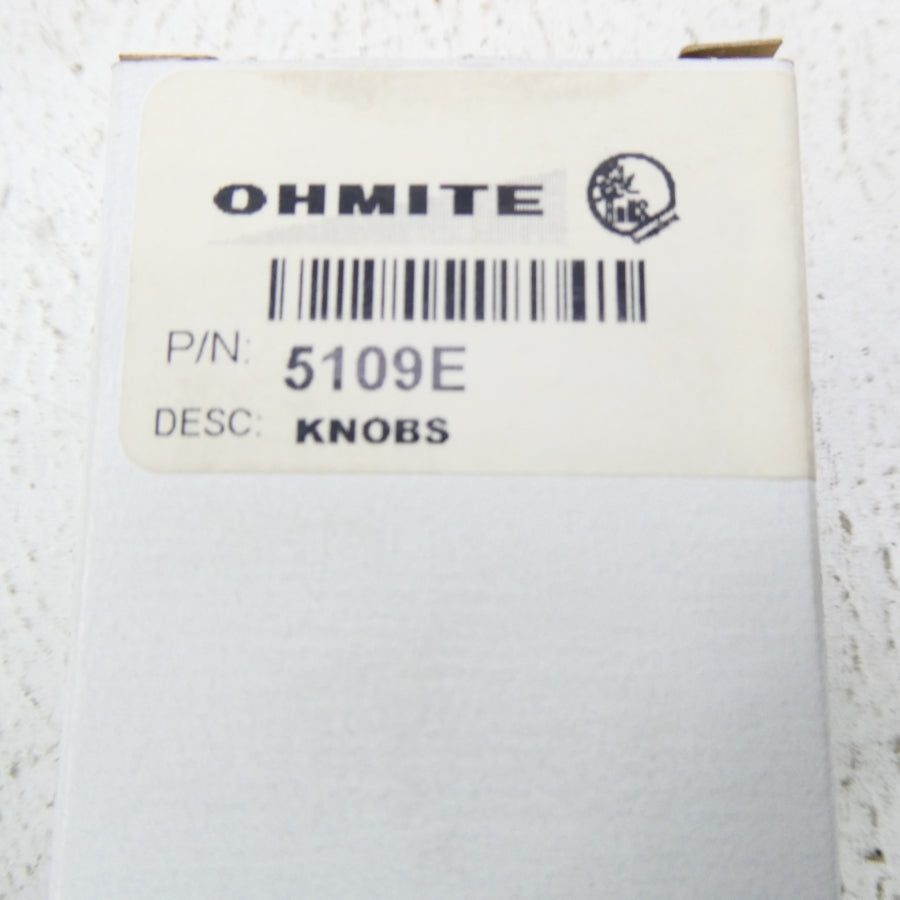 OHMITE
P/N: 5109E
DESC: KNOBS